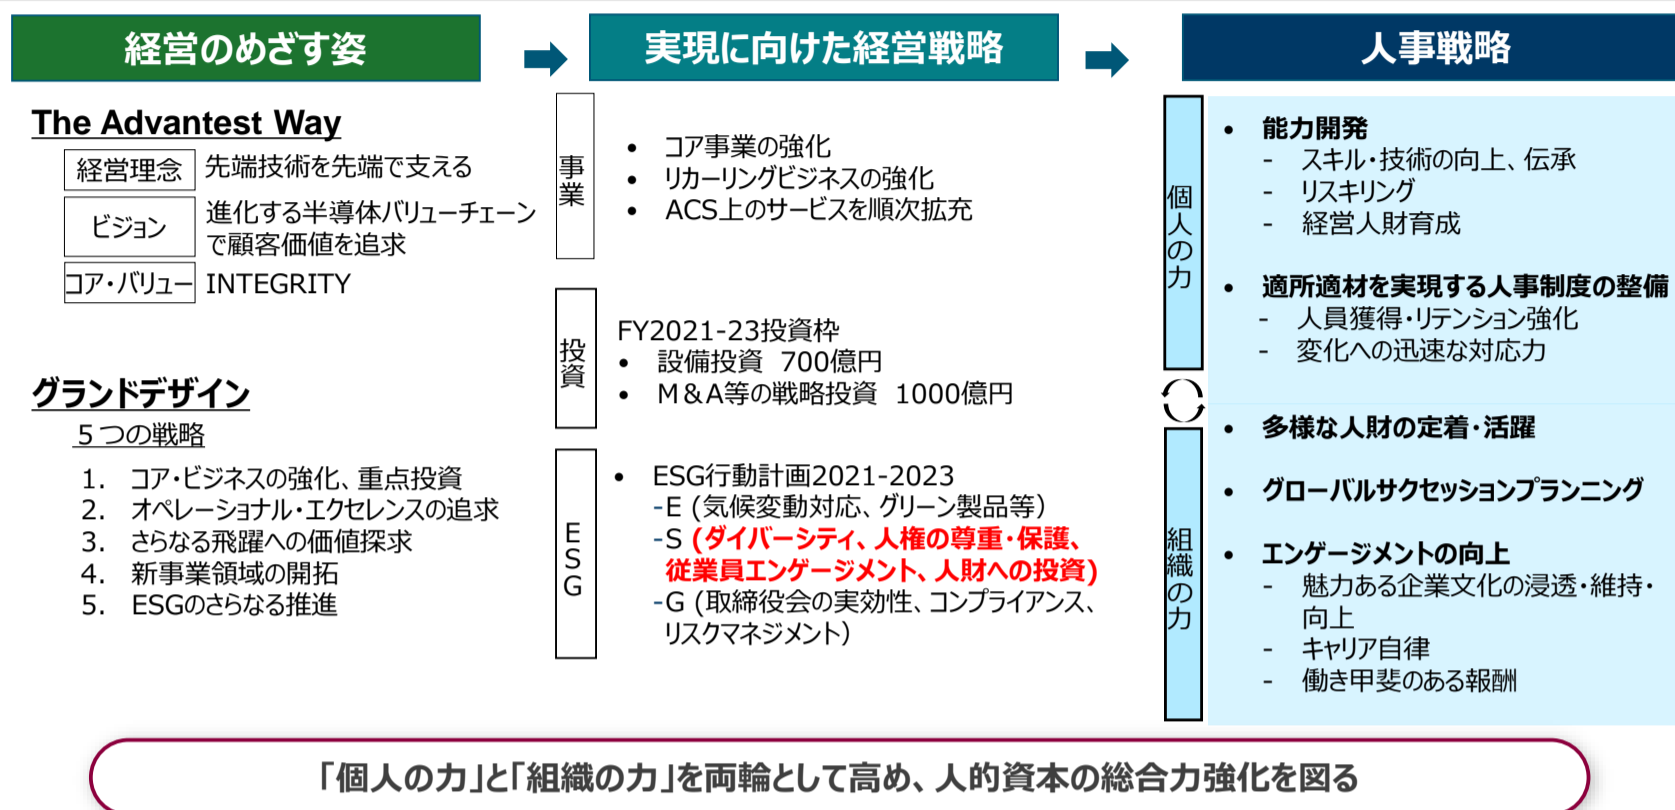 経営のめざす姿
The Advantest Way
経営理念 先端技術を先端で支える
ビジョン 進化する半導体バリューチェーン
で顧客価値を追求
コア・バリュー INTEGRITY
グランドデザイン
5つの戦略
1. コア・ビジネスの強化、重点投資
2. オペレーショナル・エクセレンスの追求
3. さらなる飛躍への価値探求
4. 新事業領域の開拓
5. ESGのさらなる推進
実現に向けた経営戦略
事業
• コア事業の強化
• リカーリングビジネスの強化
• ACS上のサービスを順次拡充
投資
FY2021-23投資枠
• 設備投資 700億円
• M&A等の戦略投資 1000億円
ESG
• ESG行動計画2021-2023
-E (気候変動対応、グリーン製品等)
-S (ダイバーシティ、人権の尊重・保護、
従業員エンゲージメント、人財への投資)
-G (取締役会の実効性、コンプライアンス、
リスクマネジメント)
人事戦略
個人の力
• 能力開発
- スキル・技術の向上、伝承
- リスキリング
- 経営人財育成
• 適所適材を実現する人事制度の整備
- 人員獲得・リテンション強化
- 変化への迅速な対応力
組織の力
• 多様な人財の定着・活躍
• グローバルサクセッションプランニング
• エンゲージメントの向上
- 魅力ある企業文化の浸透・維持・
向上
- キャリア自律
- 働き甲斐のある報酬
「個人の力」と「組織の力」を両輪として高め、人的資本の総合力強化を図る